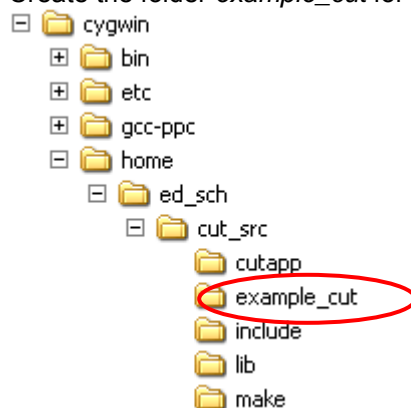 Create the folder example_cut for
cygwin
bin
etc
gcc-ppc
home
ed_sch
cut_src
cutapp
example_cut
include
lib
make